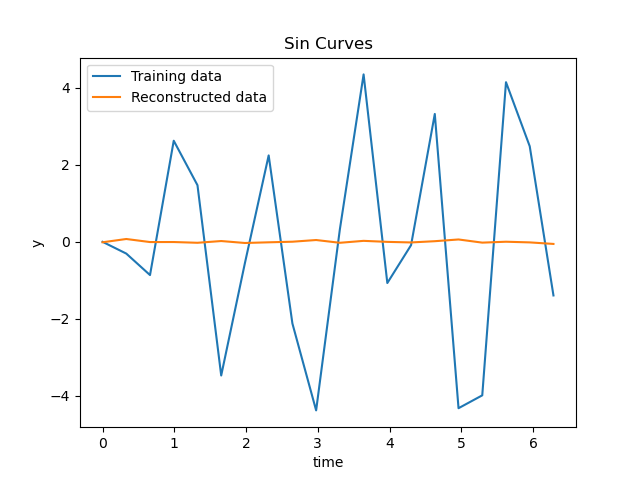 Sin Curves
Training data
Reconstructed data
y
4
2
0
−2
−4
0 1 2 3 4 5 6
time